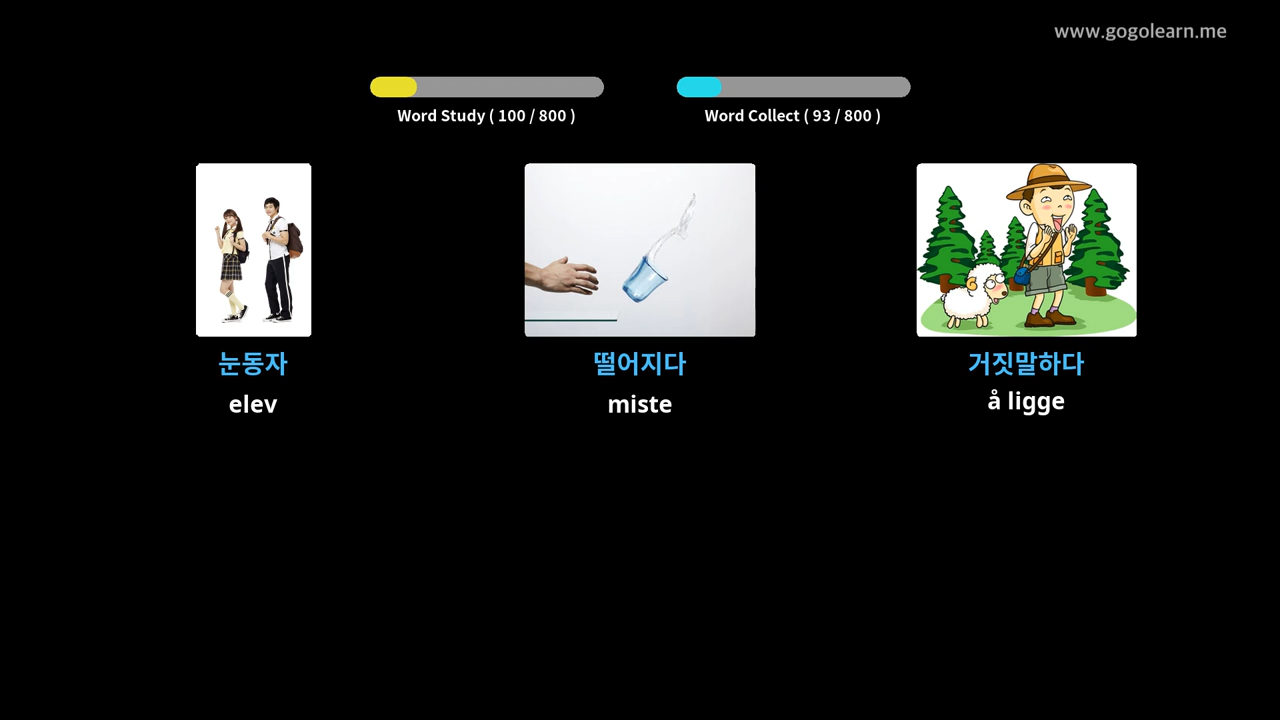 www.gogolearn.me
Word Study ( 100 / 800 )
Word Collect ( 93 / 800 )
눈동자
떨어지다
거짓말하다
elev
miste
å ligge